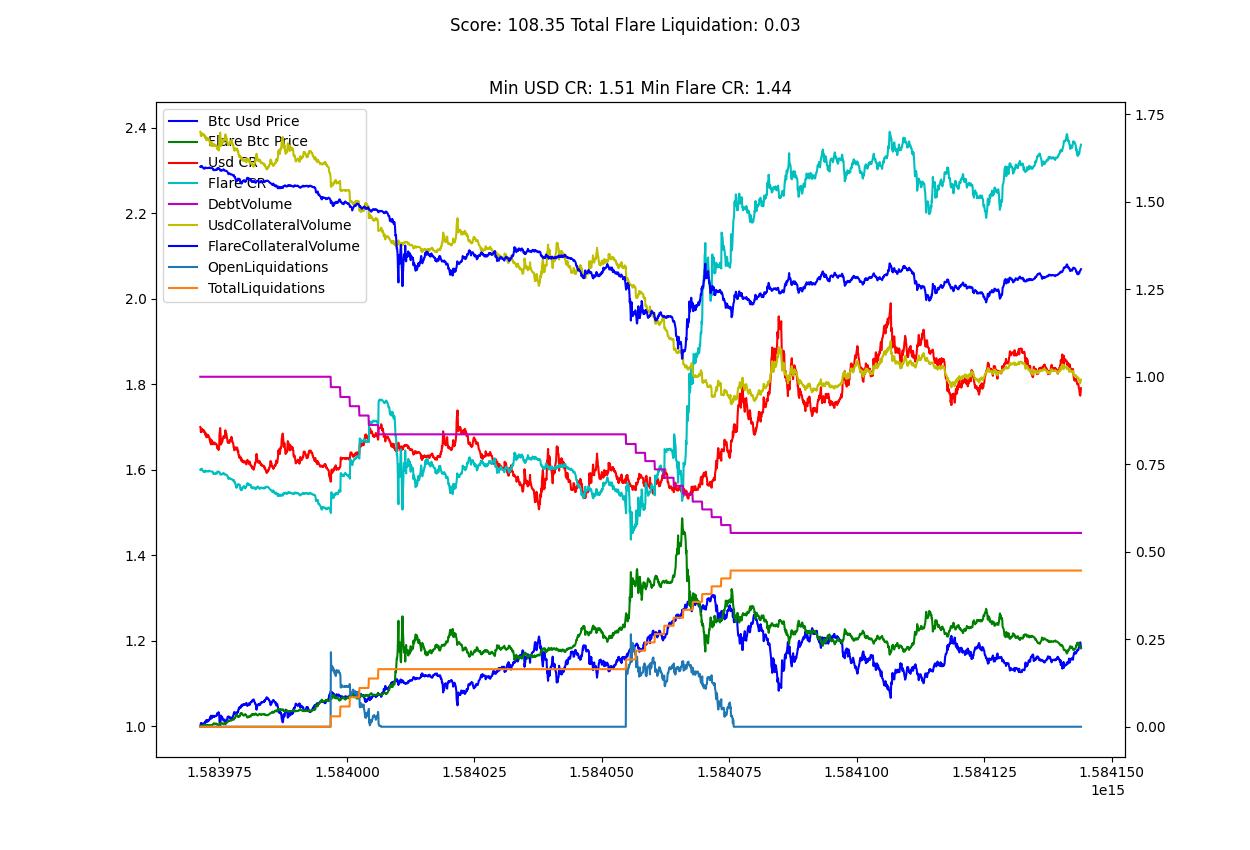 Score: 108.35 Total Flare Liquidation: 0.03
Min USD CR: 1.51 Min Flare CR: 1.44
Btc Usd Price
Flare Btc Price
Usd CR
Flare CR
DebtVolume
UsdCollateralVolume
FlareCollateralVolume
OpenLiquidations
TotalLiquidations
2.4
2.2
2.0
1.8
1.6
1.4
1.2
1.0
1.75
1.50
1.25
1.00
0.75
0.50
0.25
0.00
1.583975 1.584000 1.584025 1.584050 1.584075 1.584100 1.584125 1.584150
1e15